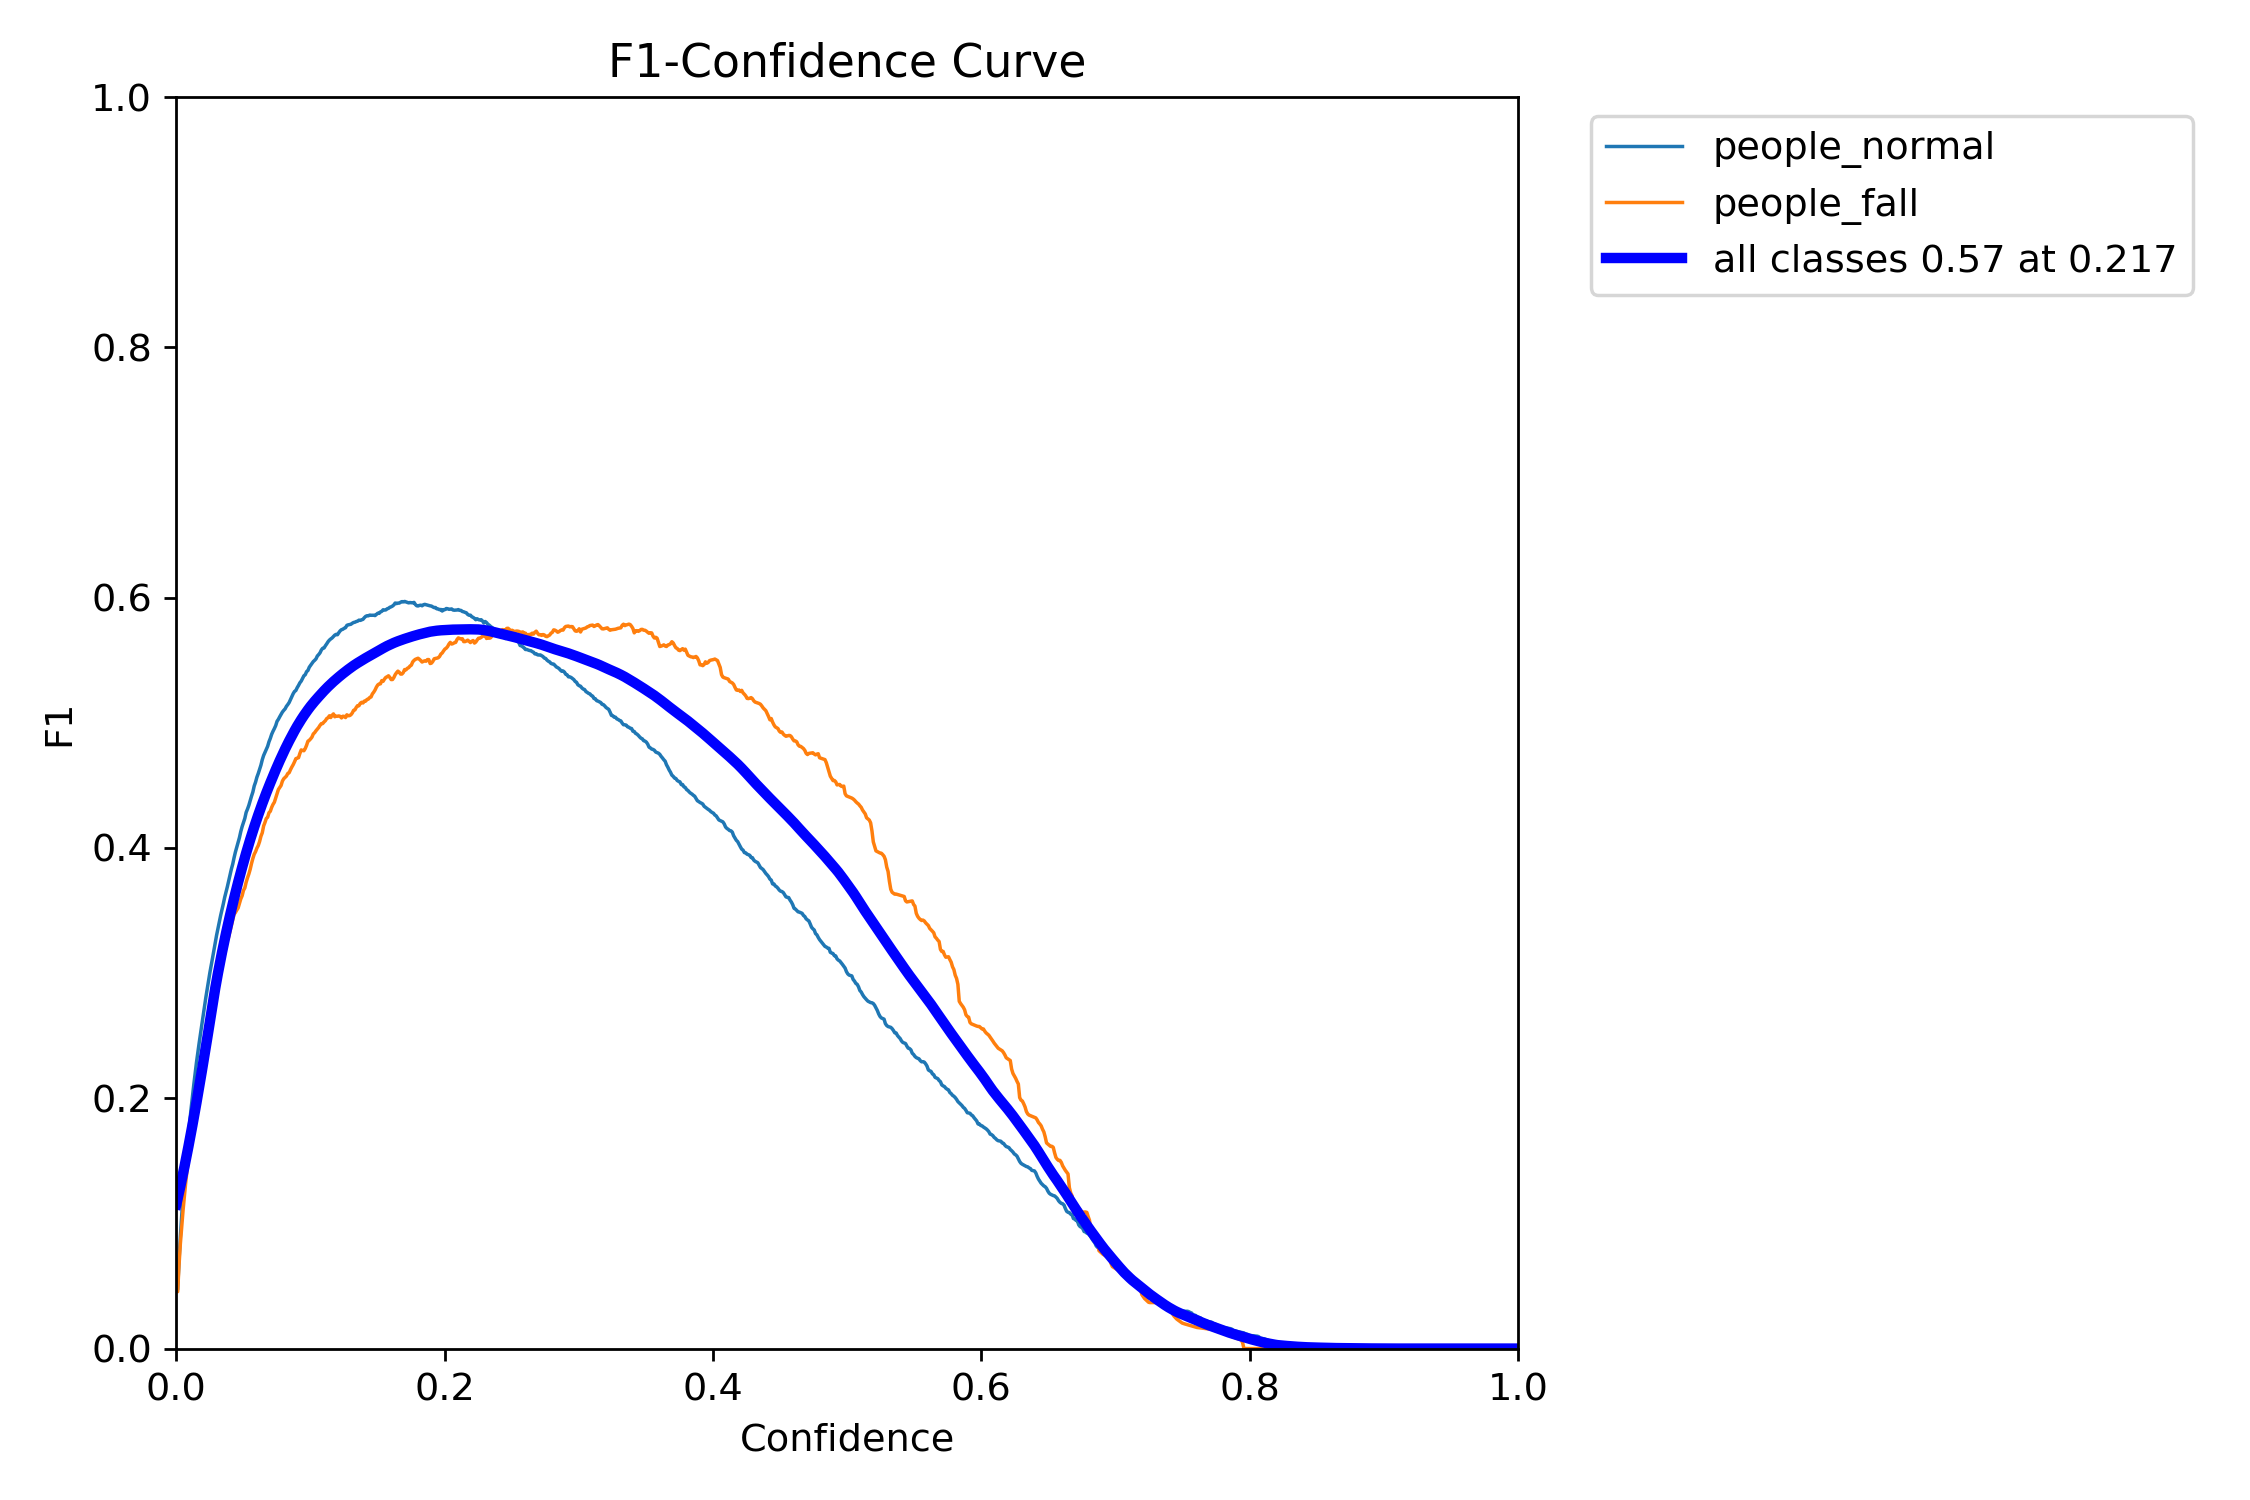 F1-Confidence Curve
1.0
0.8
0.6
0.4
0.2
0.0
F1
0.0 0.2 0.4 0.6 0.8 1.0
Confidence
people_normal
people_fall
all classes 0.57 at 0.217